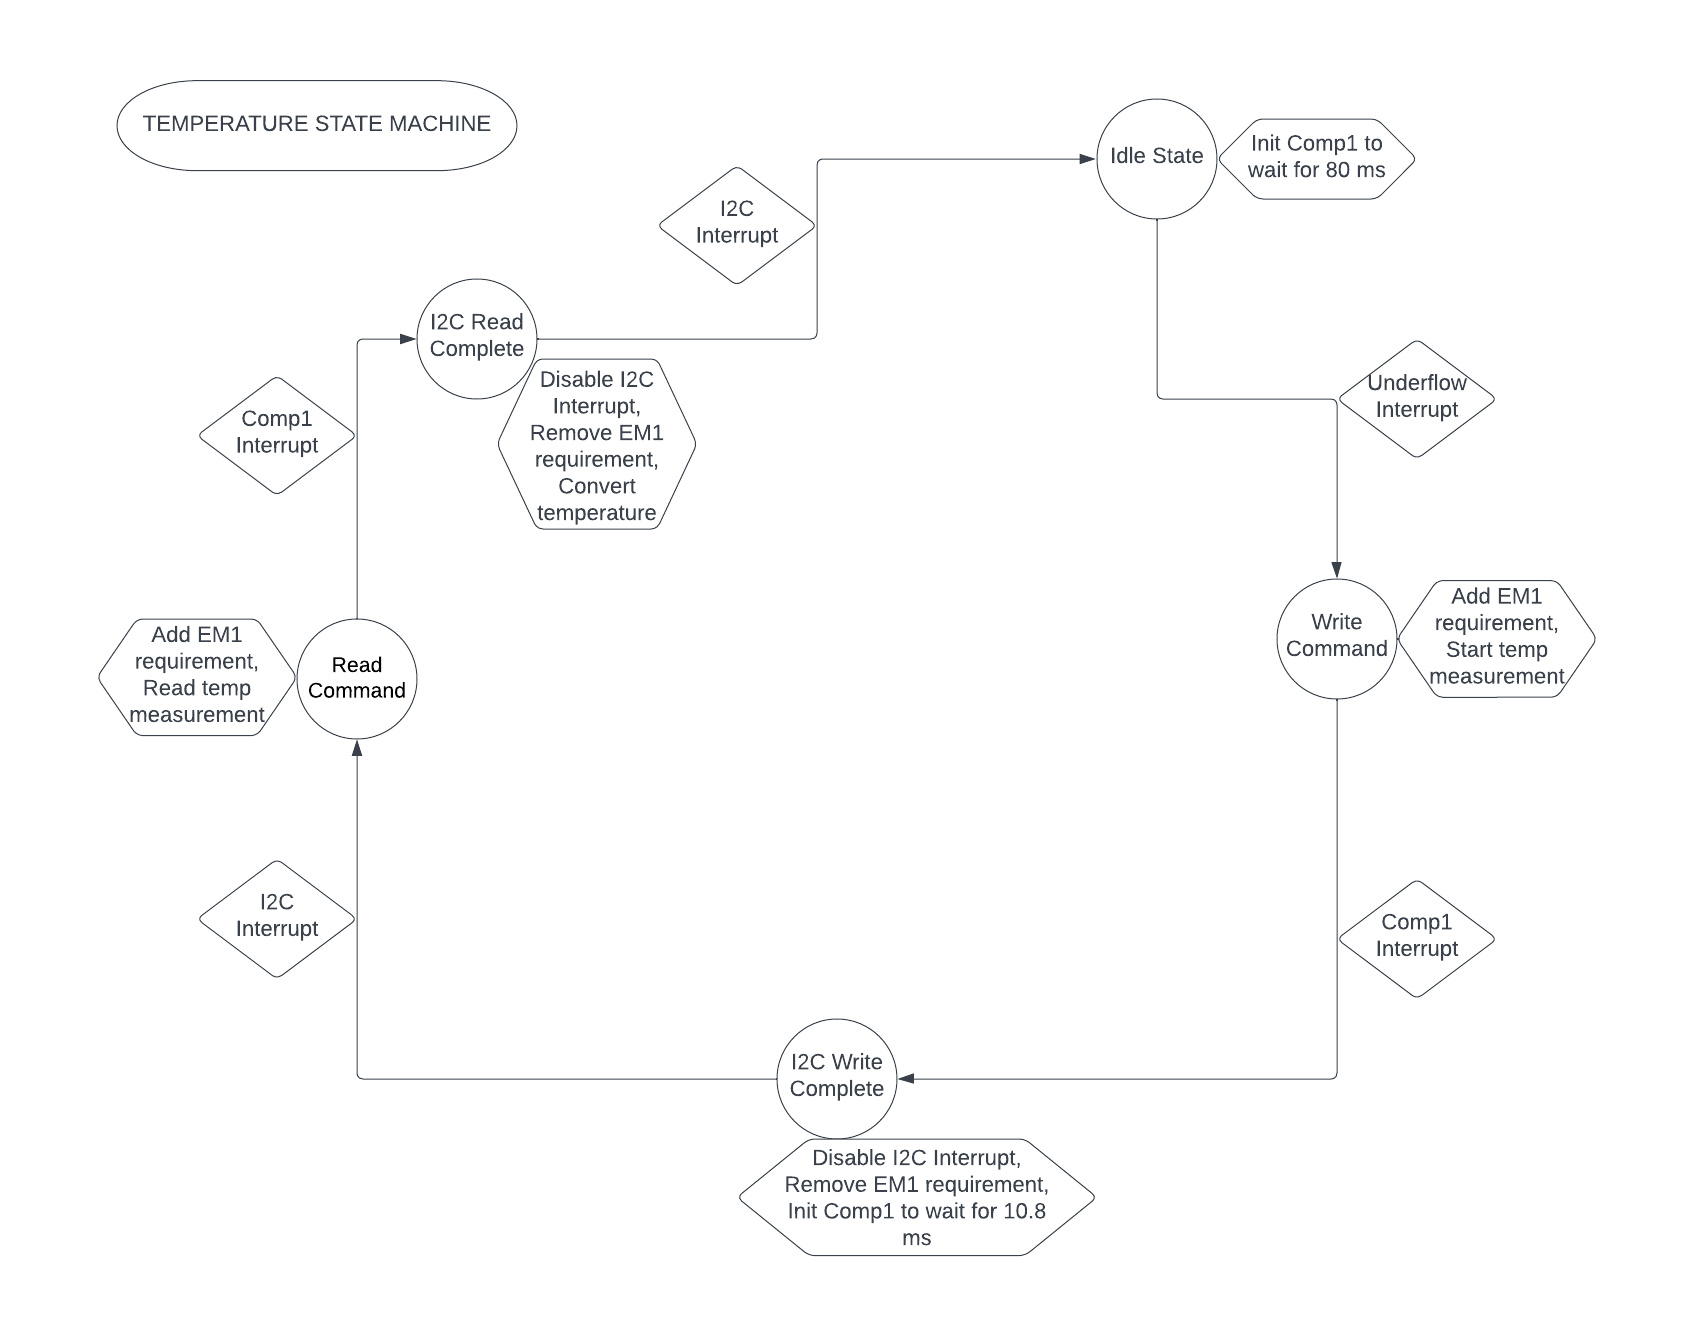 TEMPERATURE STATE MACHINE
Idle State
Init Comp1 to
wait for 80 ms
I2C
Interrupt
I2C Read
Complete
Disable I2C
Interrupt,
Remove EM1
requirement,
Convert
temperature
Underflow
Interrupt
Comp1
Interrupt
Write
Command
Add EM1
requirement,
Start temp
measurement
Add EM1
requirement,
Read temp
measurement
Read
Command
I2C
Interrupt
Comp1
Interrupt
I2C Write
Complete
Disable I2C Interrupt,
Remove EM1 requirement,
Init Comp1 to wait for 10.8
ms